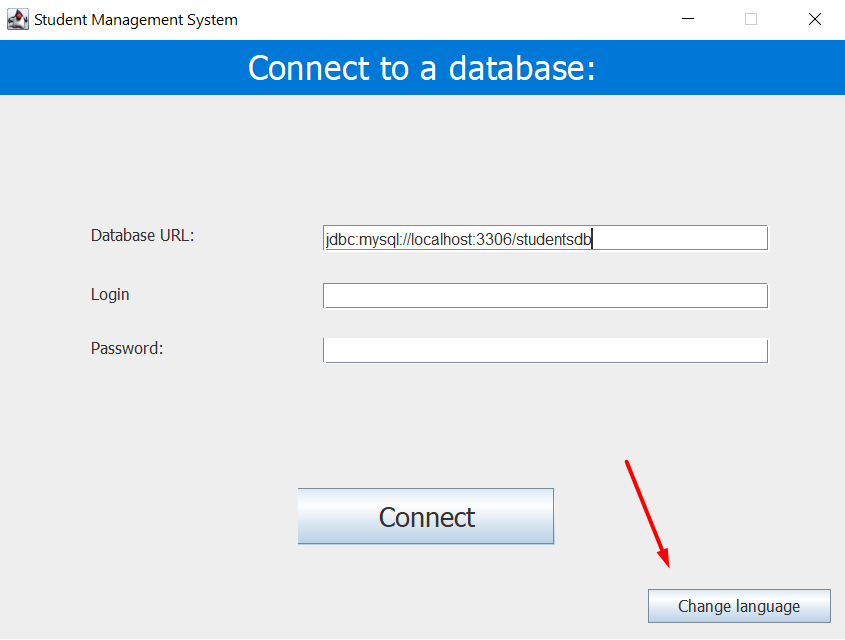 Student Management System
Connect to a database:
Database URL:
jdbc:mysql://localhost:3306/studentsdb
Login
Password:
Connect
Change language